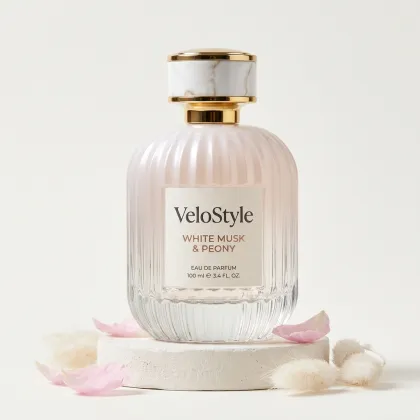 VeloStyle
WHITE MUSK
& PEONY
EAU DE PARFUM
100 ml ℮ 3.4 FL. OZ.